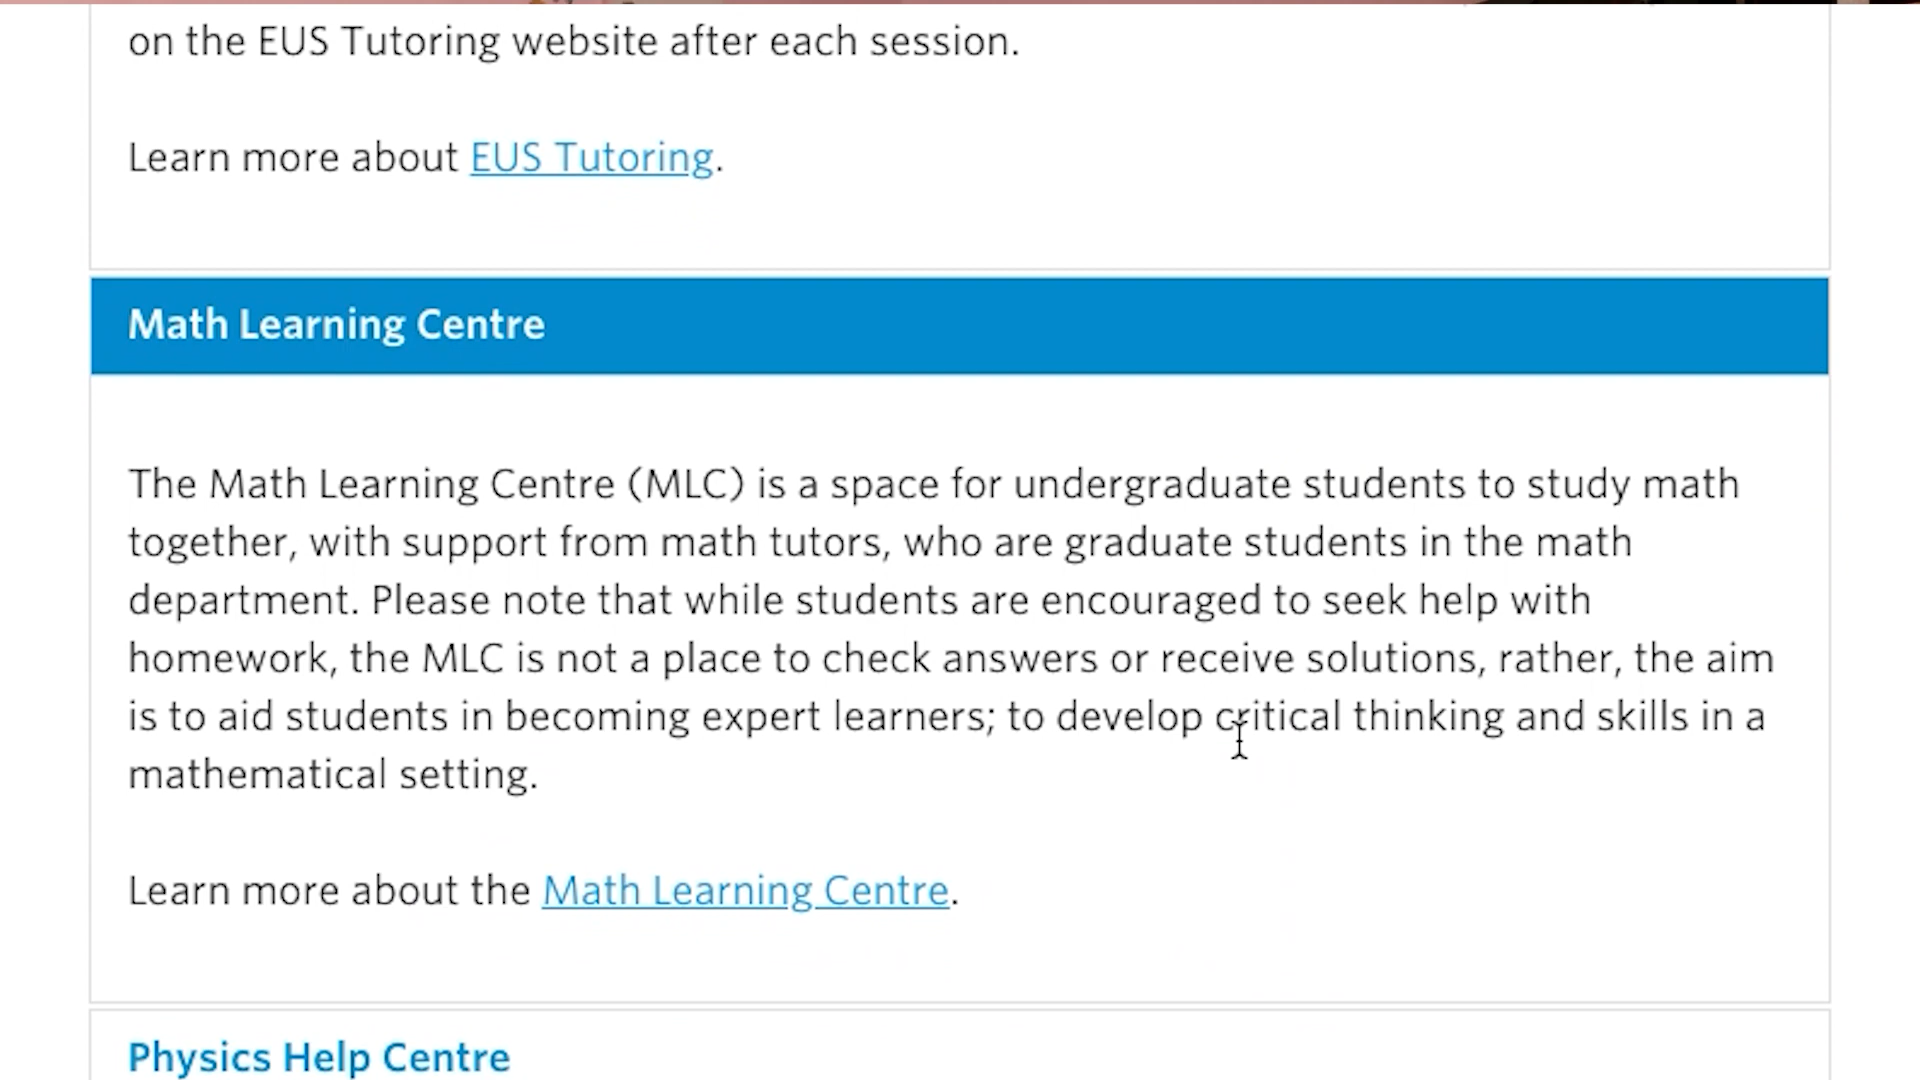 on the EUS Tutoring website after each session.
Learn more about EUS Tutoring.
Math Learning Centre
The Math Learning Centre (MLC) is a space for undergraduate students to study math
together, with support from math tutors, who are graduate students in the math
department. Please note that while students are encouraged to seek help with
homework, the MLC is not a place to check answers or receive solutions, rather, the aim
is to aid students in becoming expert learners; to develop critical thinking and skills in a
mathematical setting.
Learn more about the Math Learning Centre.
Physics Help Centre